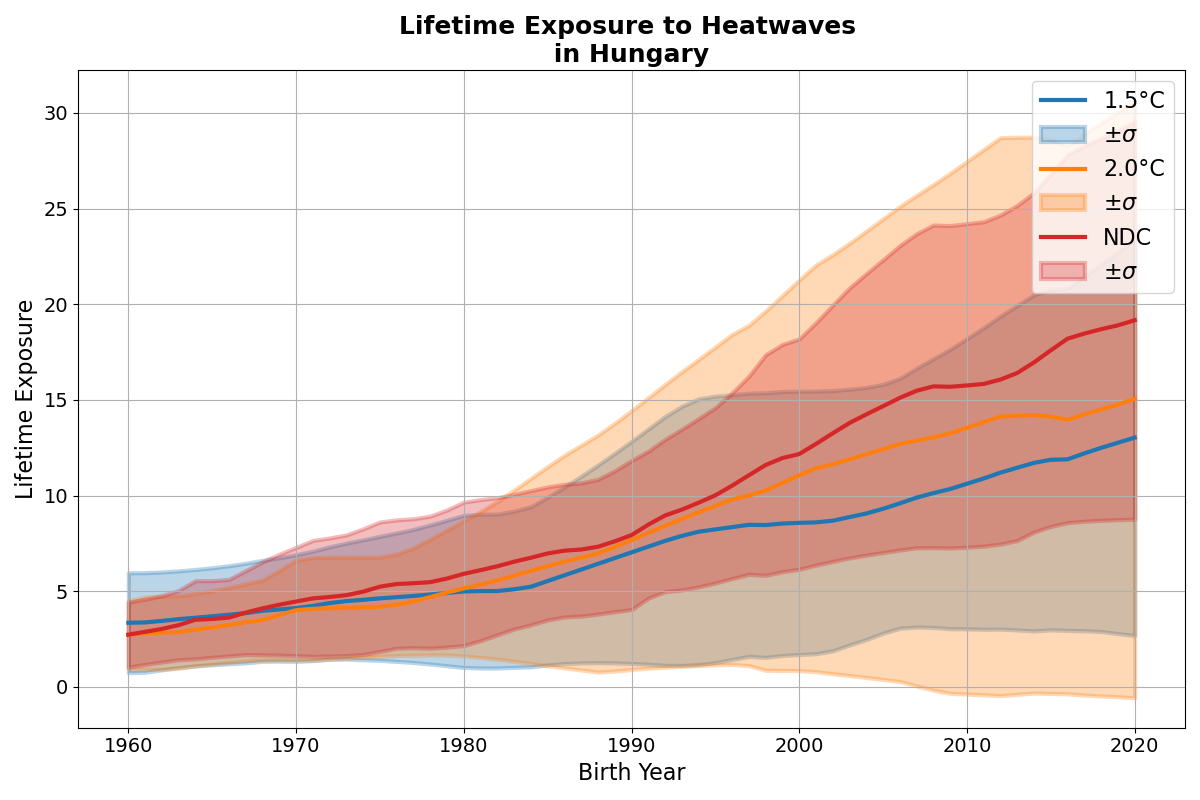 Lifetime Exposure to Heatwaves
in Hungary
Lifetime Exposure
30
25
20
15
10
5
0
1.5°C
±σ
2.0°C
±σ
NDC
±σ
1960
1970
1980
1990
2000
2010
2020
Birth Year